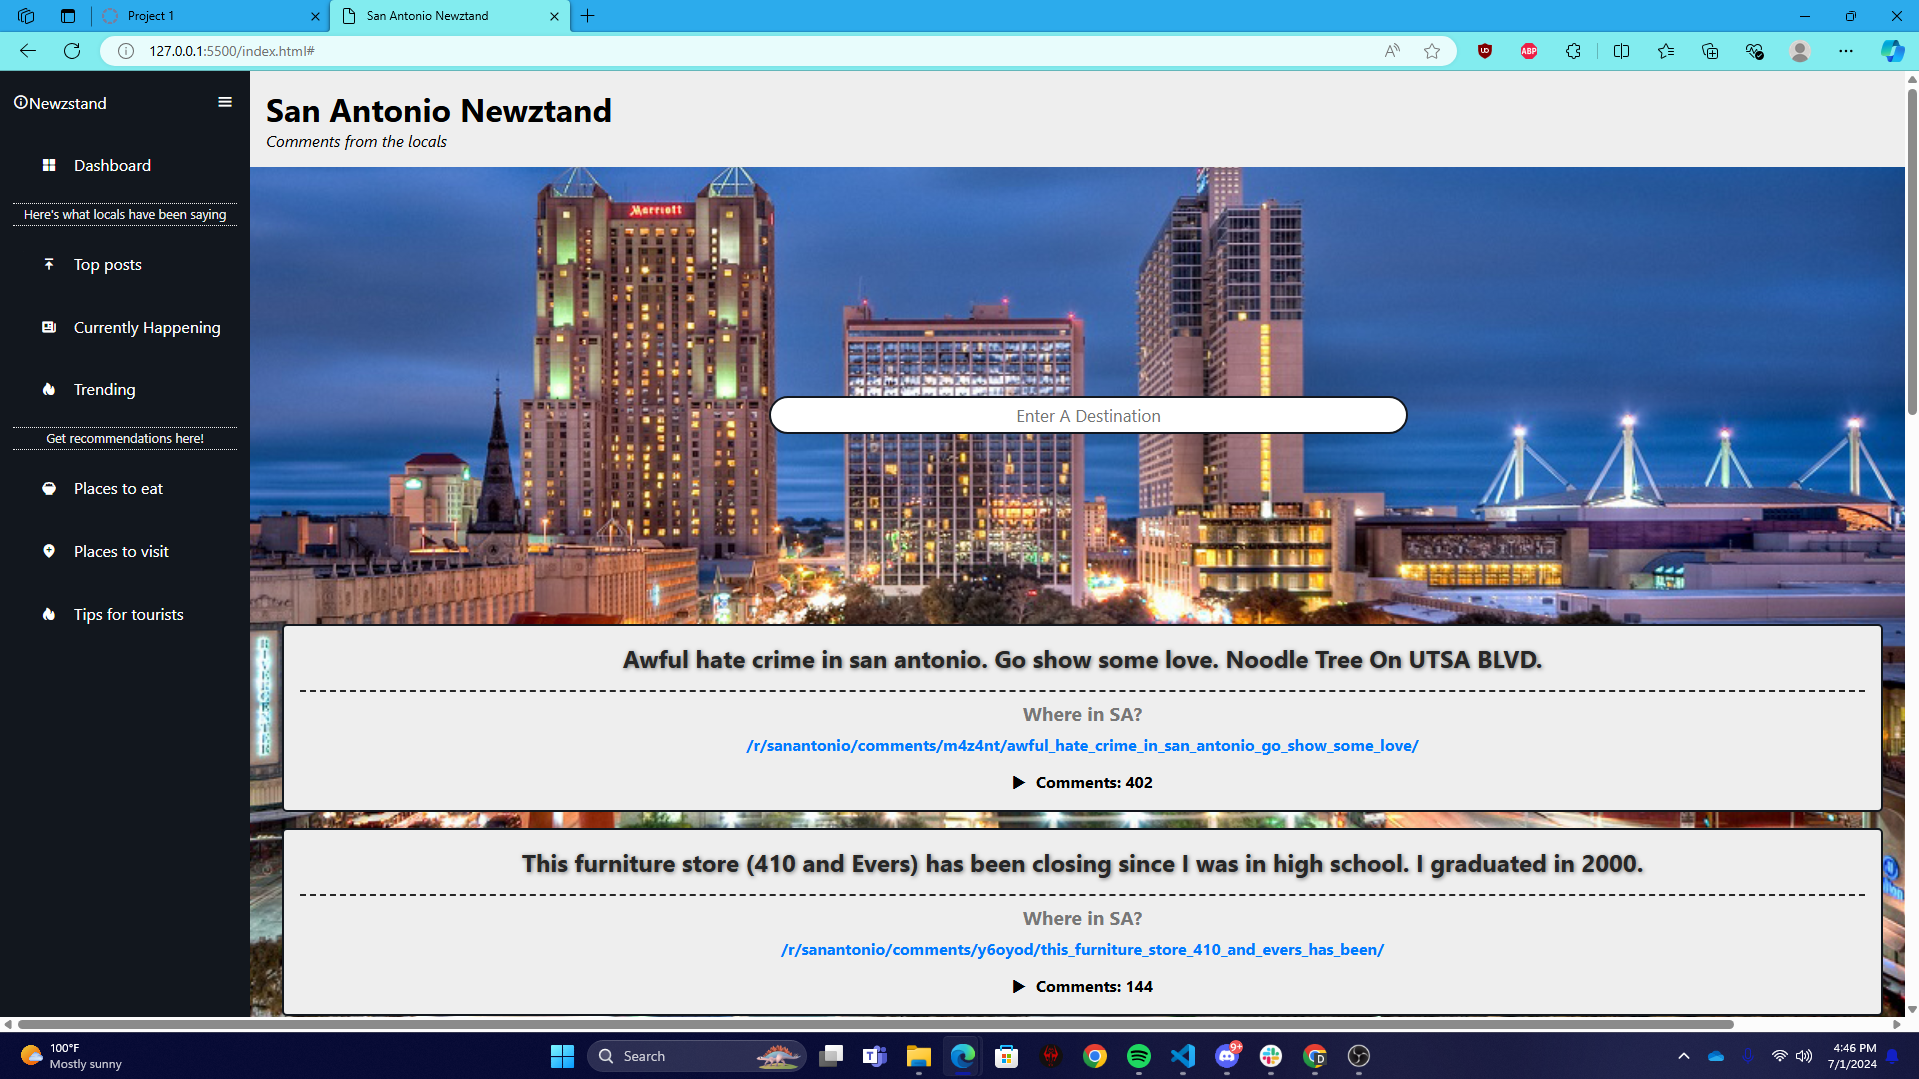 Project 1
San Antonio Newztand
127.0.0.1:5500/index.html#
Newzstand
Dashboard
Here's what locals have been saying
Top posts
Currently Happening
Trending
Get recommendations here!
Places to eat
Places to visit
Tips for tourists
San Antonio Newztand
Comments from the locals
Marriott
Enter A Destination
RIVERCENTER
Awful hate crime in san antonio. Go show some love. Noodle Tree On UTSA BLVD.
Where in SA?
/r/sanantonio/comments/m4z4nt/awful_hate_crime_in_san_antonio_go_show_some_love/
Comments: 402
This furniture store (410 and Evers) has been closing since I was in high school. I graduated in 2000.
Where in SA?
/r/sanantonio/comments/y6oyod/this_furniture_store_410_and_evers_has_been/
Comments: 144
100°F
Mostly sunny
Search
9+
4:46 PM
7/1/2024